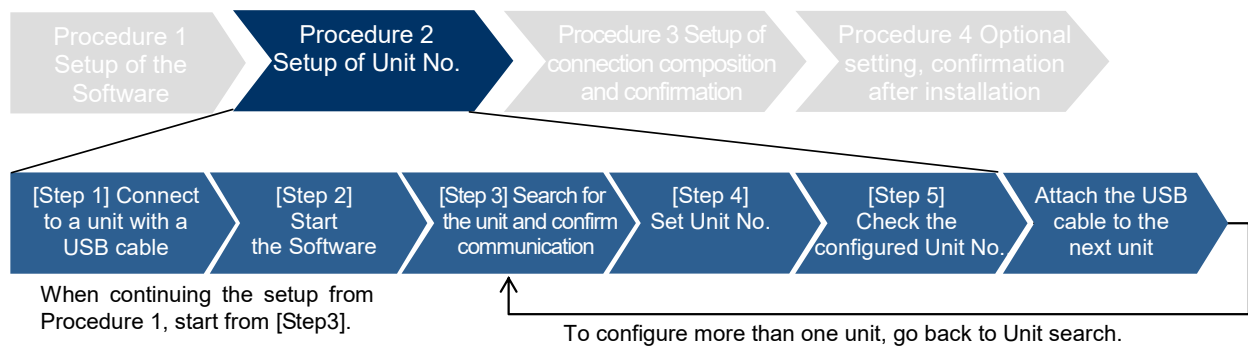 Procedure 1
Setup of the
Software
Procedure 2
Setup of Unit No.
Procedure 3 Setup of
connection composition
and confirmation
Procedure 4 Optional
setting, confirmation
after installation
[Step 1] Connect
to a unit with a
USB cable
[Step 2]
Start
the Software
[Step 3] Search for
the unit and confirm
communication
[Step 4]
Set Unit No.
[Step 5]
Check the
configured Unit No.
Attach the USB
cable to the
next unit
When continuing the setup from
Procedure 1, start from [Step3].
To configure more than one unit, go back to Unit search.